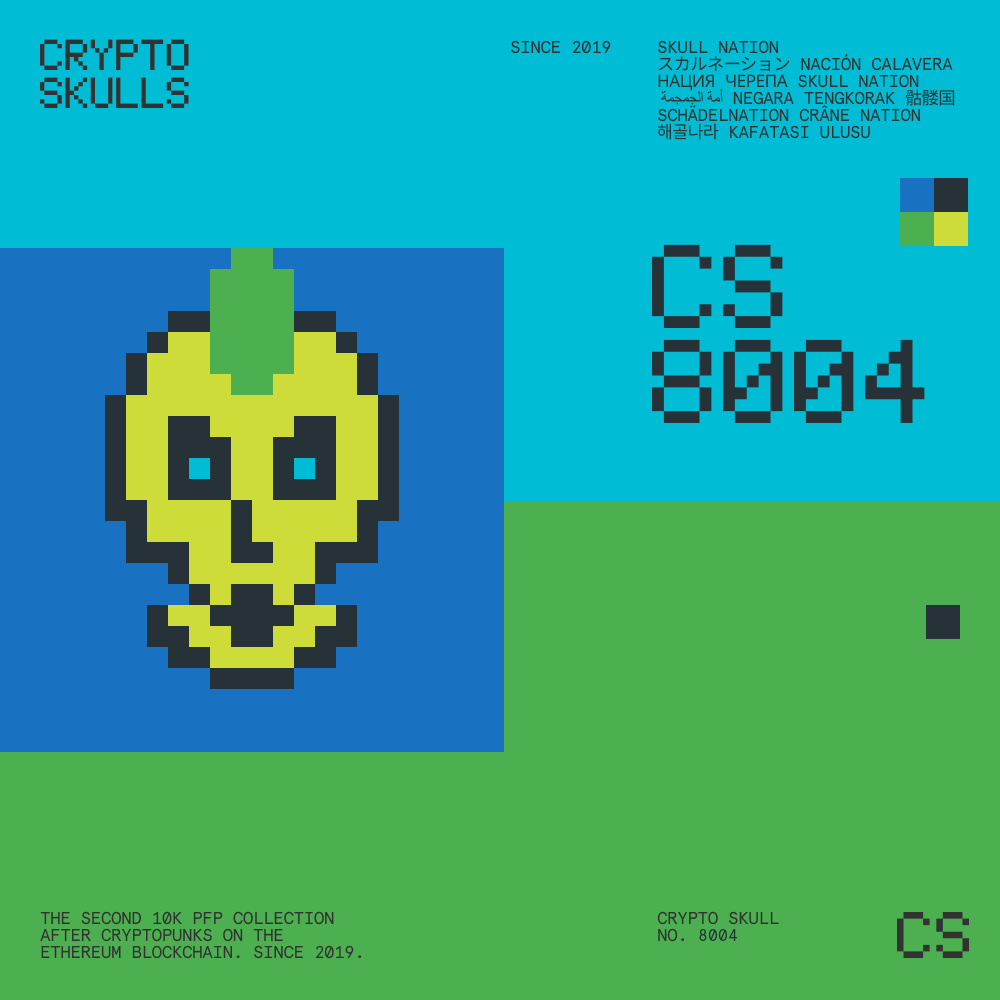 CRYPTO
SKULLS
SINCE 2019
SKULL NATION
スカルネーション NACIÓN CALAVERA
НАЦИЯ ЧЕРЕПА SKULL NATION
أمة الجمجمة NEGARA TENGKORAK 骷髅国
SCHÄDELNATION CRÂNE NATION
해골나라 KAFATASI ULUSU
CS
8004
THE SECOND 10K PFP COLLECTION
AFTER CRYPTOPUNKS ON THE
ETHEREUM BLOCKCHAIN. SINCE 2019.
CRYPTO SKULL
NO. 8004
CS